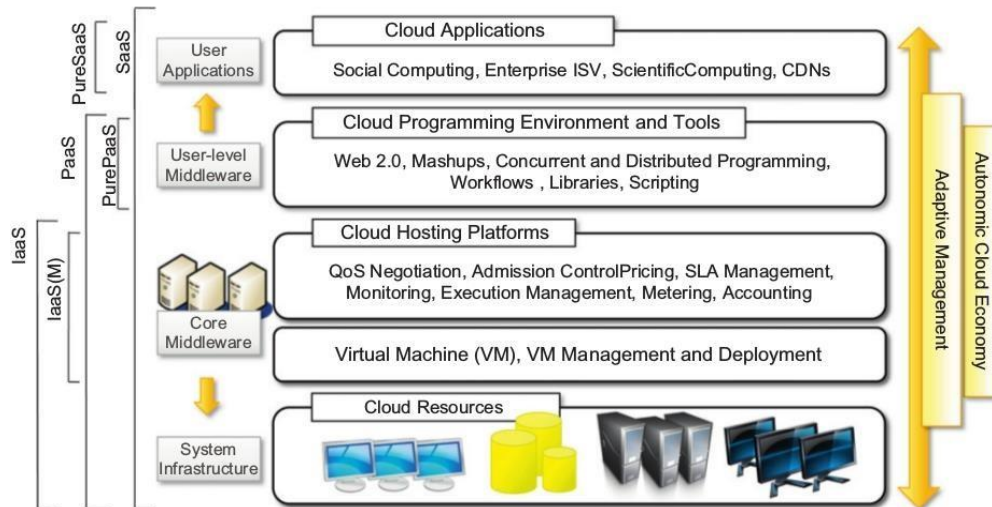 PureSaaS
SaaS
User
Applications
Cloud Applications
Social Computing, Enterprise ISV, ScientificComputing, CDNs
PaaS
PurePaaS
User-level
Middleware
Cloud Programming Environment and Tools
Web 2.0, Mashups, Concurrent and Distributed Programming,
Workflows , Libraries, Scripting
IaaS
IaaS(M)
Core
Middleware
Cloud Hosting Platforms
QoS Negotiation, Admission ControlPricing, SLA Management,
Monitoring, Execution Management, Metering, Accounting
Virtual Machine (VM), VM Management and Deployment
System
Infrastructure
Cloud Resources
Adaptive Management
Autonomic Cloud Economy